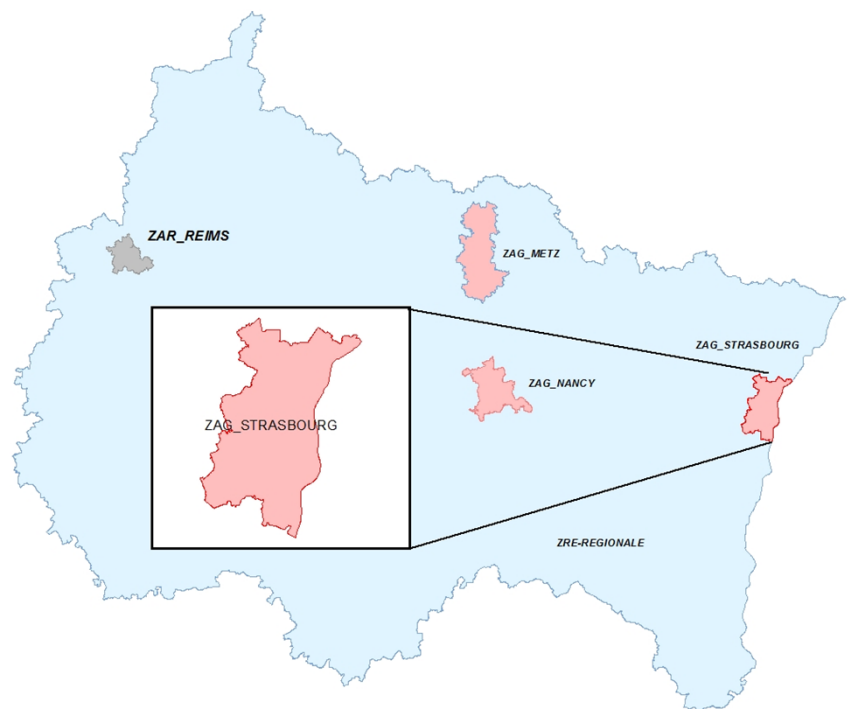 ZAR_REIMS
ZAG_METZ
ZAG_STRASBOURG
ZAG_NANCY
ZAG_STRASBOURG
ZRE-REGIONALE